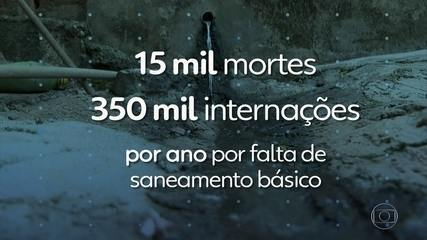 15 mil mortes
350 mil internações
por ano por falta de
saneamento básico